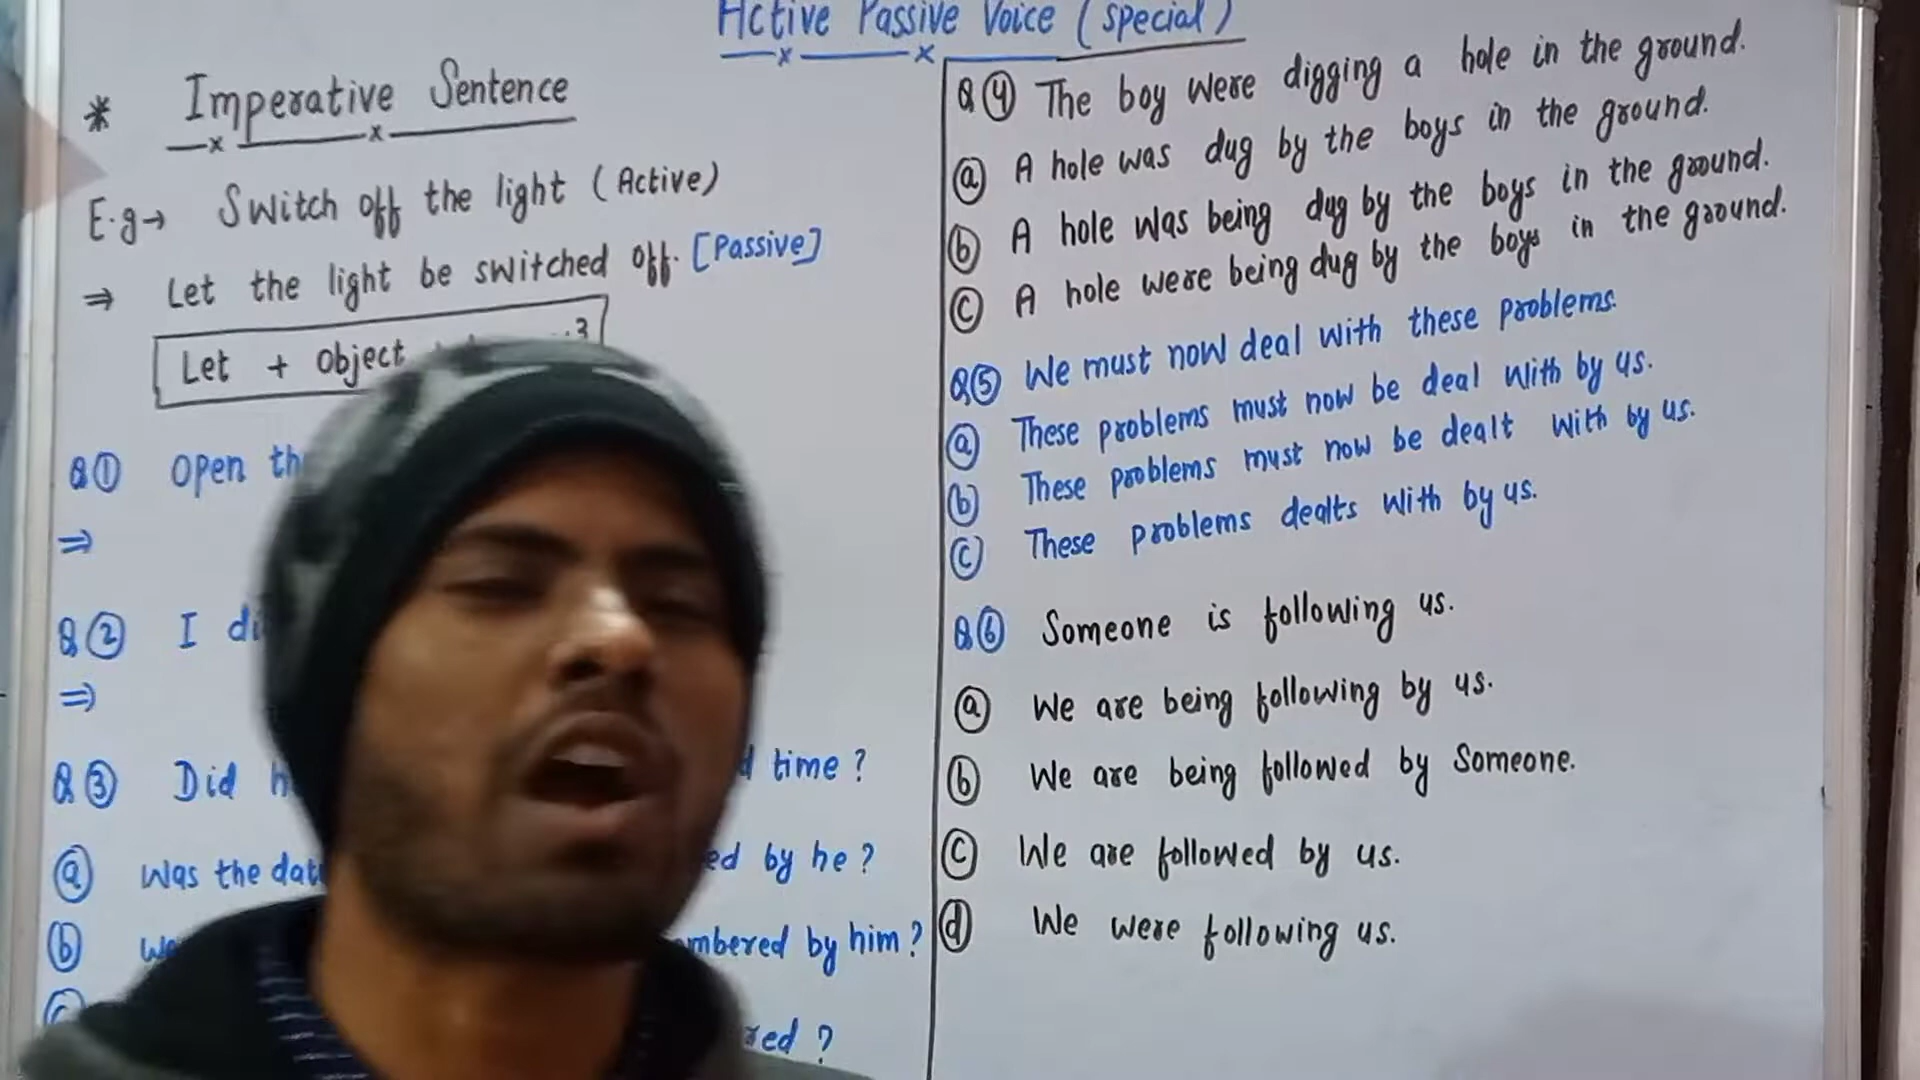 Active Passive Voice (special)
* Imperative Sentence
E.g→ Switch off the light (Active)
⇒ Let the light be switched off. [Passive]
Let + object
Q① Open
⇒
Q② I
⇒
Q③ Did time ?
ⓐ Was the by he ?
ⓑ by him ?
ⓒ ?
Q④ The boy were digging a hole in the ground.
ⓐ A hole was dug by the boys in the ground.
ⓑ A hole was being dug by the boys in the ground.
ⓒ A hole were being dug by the boys in the ground.
Q⑤ We must now deal with these problems.
ⓐ These problems must now be deal with by us.
ⓑ These problems must now be dealt with by us.
ⓒ These problems dealts with by us.
Q⑥ Someone is following us.
ⓐ We are being following by us.
ⓑ We are being followed by Someone.
ⓒ We are followed by us.
ⓓ We were following us.